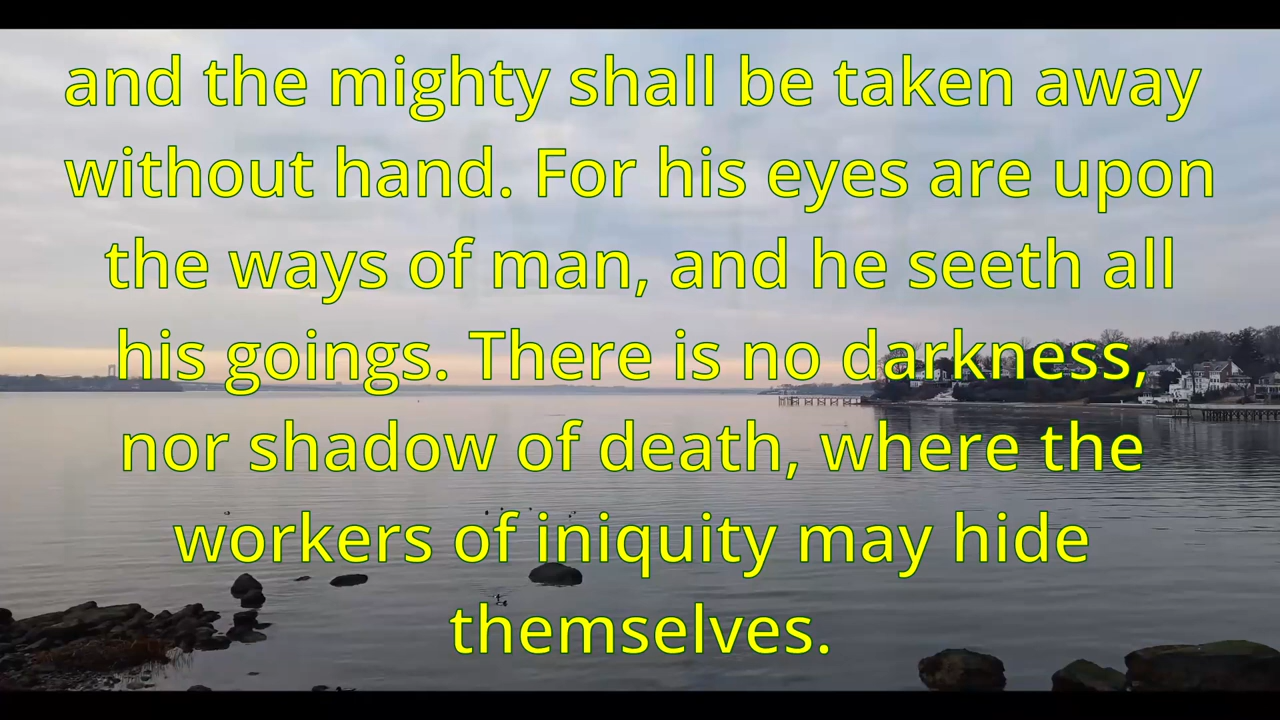 and the mighty shall be taken away
without hand. For his eyes are upon
the ways of man, and he seeth all
his goings. There is no darkness,
nor shadow of death, where the
workers of iniquity may hide
themselves.